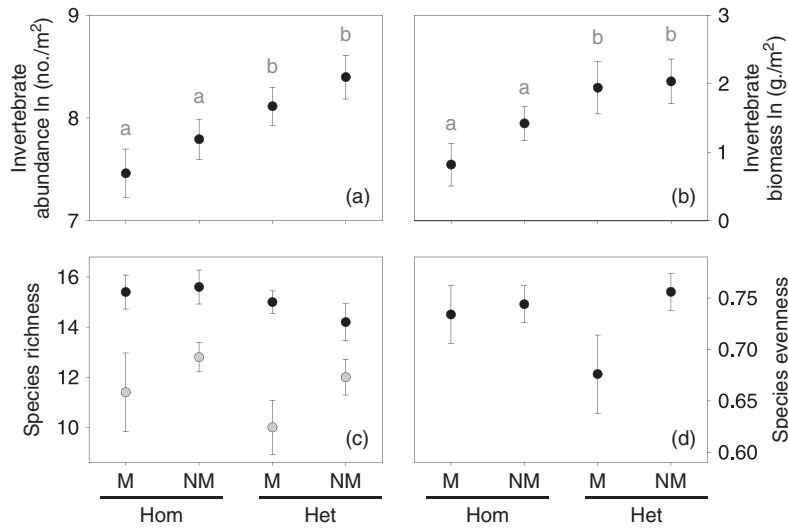 9
8
7
Invertebrate
abundance ln (no./m²)
a
a
b
b
(a)
3
2
1
0
Invertebrate
biomass ln (g./m²)
a
a
b
b
(b)
16
14
12
10
Species richness
(c)
0.75
0.70
0.65
0.60
Species evenness
(d)
M NM M NM
Hom Het
M NM M NM
Hom Het